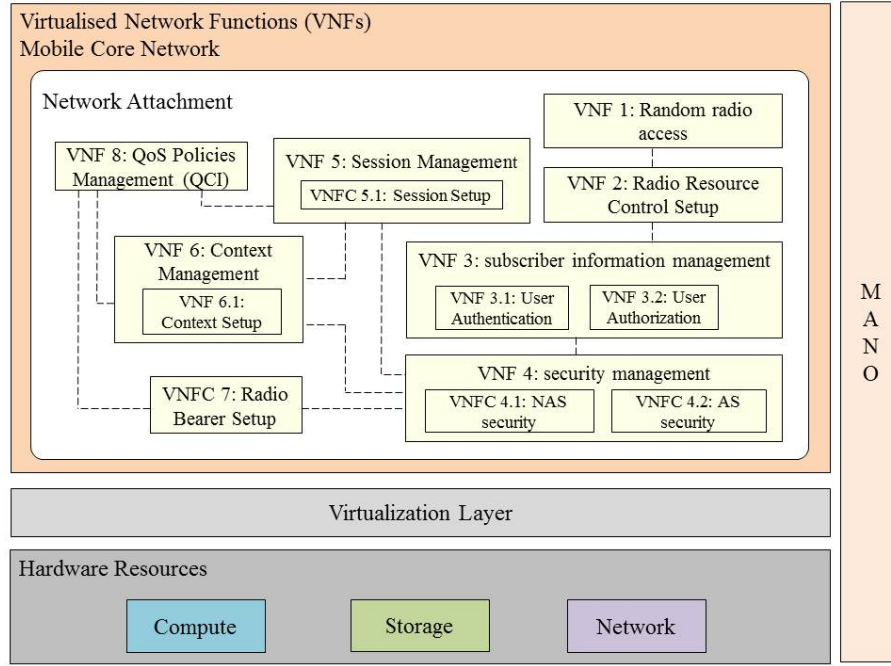 Virtualised Network Functions (VNFs)
Mobile Core Network
Network Attachment
VNF 1: Random radio
access
VNF 8: QoS Policies
Management (QCI)
VNF 5: Session Management
VNFC 5.1: Session Setup
VNF 2: Radio Resource
Control Setup
VNF 6: Context
Management
VNF 6.1:
Context Setup
VNF 3: subscriber information management
VNF 3.1: User
Authentication
VNF 3.2: User
Authorization
VNF 4: security management
VNFC 4.1: NAS
security
VNFC 4.2: AS
security
VNFC 7: Radio
Bearer Setup
M
A
N
O
Virtualization Layer
Hardware Resources
Compute
Storage
Network